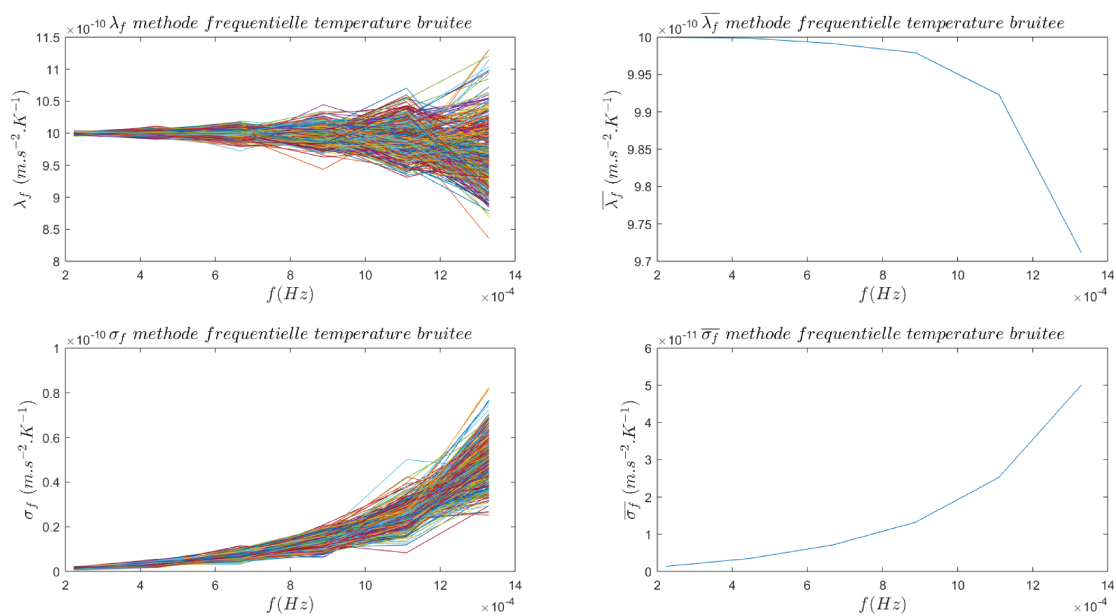 ×10⁻¹⁰ λ_f methode frequentielle temperature bruitee
11.5
11
10.5
10
9.5
9
8.5
8
λ_f (m.s⁻².K⁻¹)
2 4 6 8 10 12 14
f(Hz)
×10⁻⁴
×10⁻¹⁰ λ̅_f methode frequentielle temperature bruitee
10
9.95
9.9
9.85
9.8
9.75
9.7
λ̅_f (m.s⁻².K⁻¹)
2 4 6 8 10 12 14
f(Hz)
×10⁻⁴
×10⁻¹⁰ σ_f methode frequentielle temperature bruitee
1
0.8
0.6
0.4
0.2
0
σ_f (m.s⁻².K⁻¹)
2 4 6 8 10 12 14
f(Hz)
×10⁻⁴
×10⁻¹¹ σ̅_f methode frequentielle temperature bruitee
6
5
4
3
2
1
0
σ̅_f (m.s⁻².K⁻¹)
2 4 6 8 10 12 14
f(Hz)
×10⁻⁴